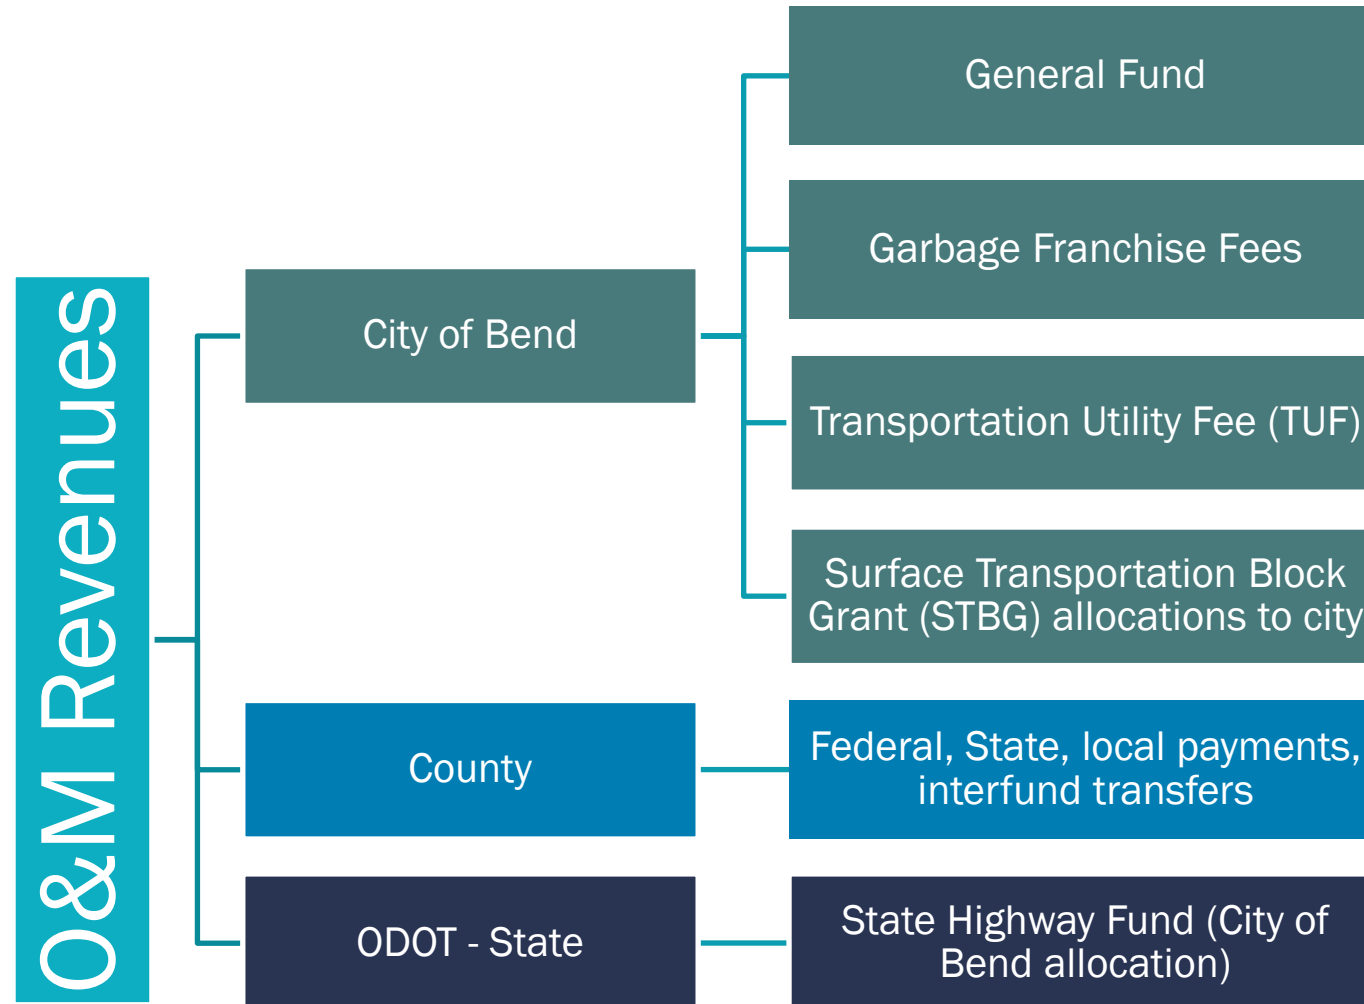 O&M Revenues
City of Bend
General Fund
Garbage Franchise Fees
Transportation Utility Fee (TUF)
Surface Transportation Block
Grant (STBG) allocations to city
County
Federal, State, local payments,
interfund transfers
ODOT - State
State Highway Fund (City of
Bend allocation)